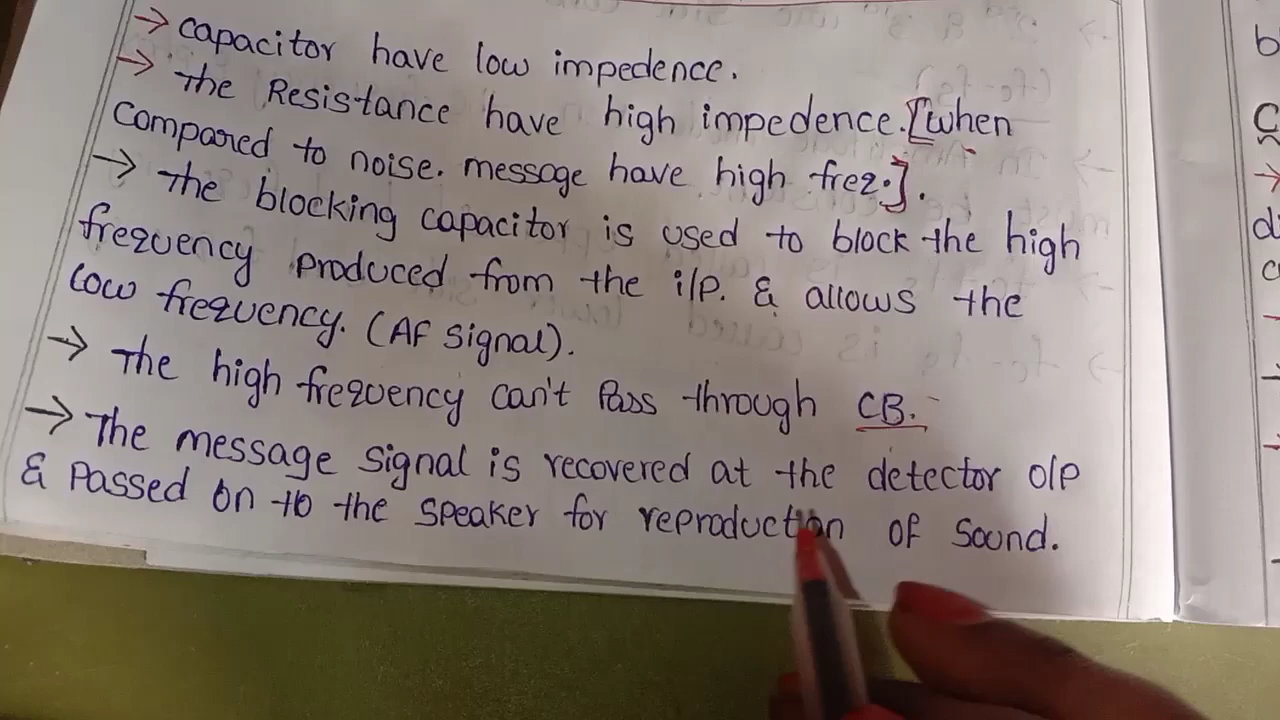 → capacitor have low impedence.
→ The Resistance have high impedence. [when
compared to noise. message have high freq.].
→ The blocking capacitor is used to block the high
frequency produced from the i/p. & allows the
low frequency. (AF signal).
→ The high frequency can't Pass through CB.
→ The message signal is recovered at the detector o/p
& Passed on to the speaker for reproduction of sound.